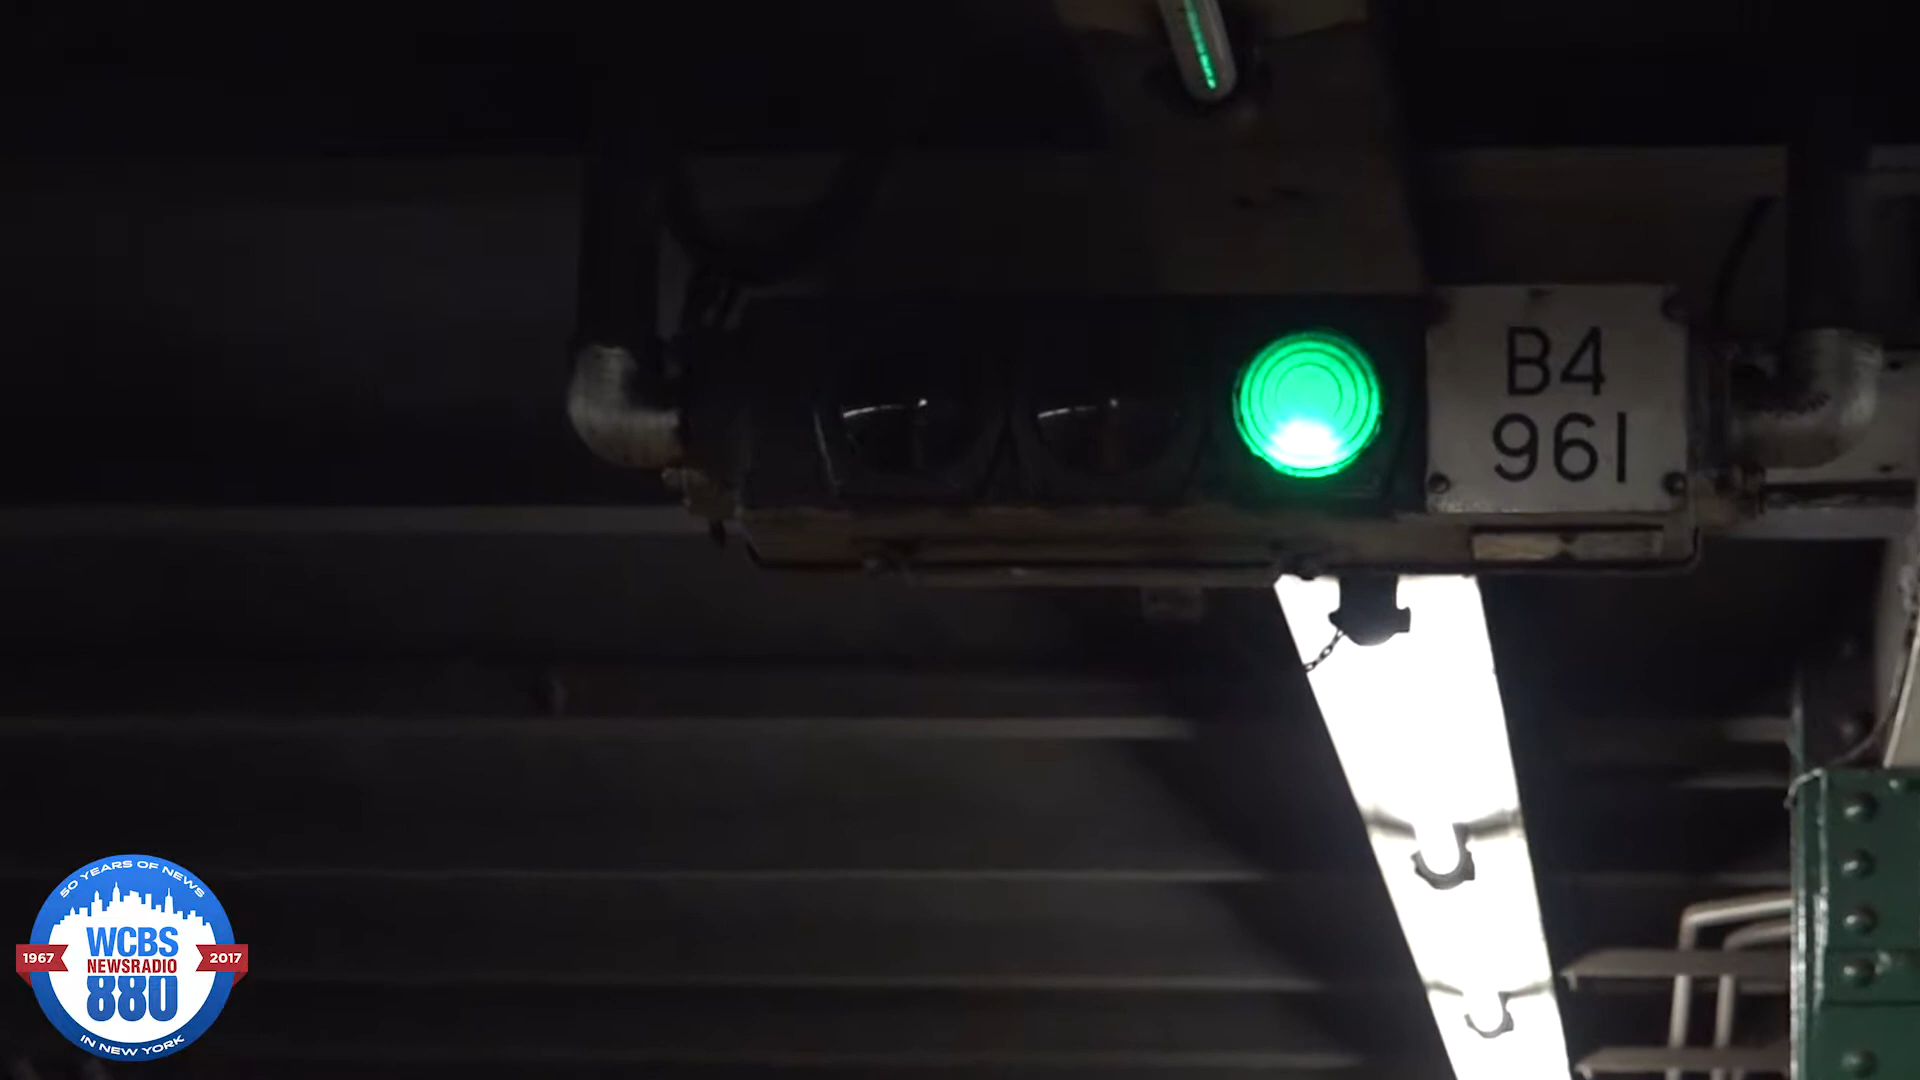 B4
961
50 YEARS OF NEWS
WCBS
1967 NEWSRADIO 2017
880
IN NEW YORK